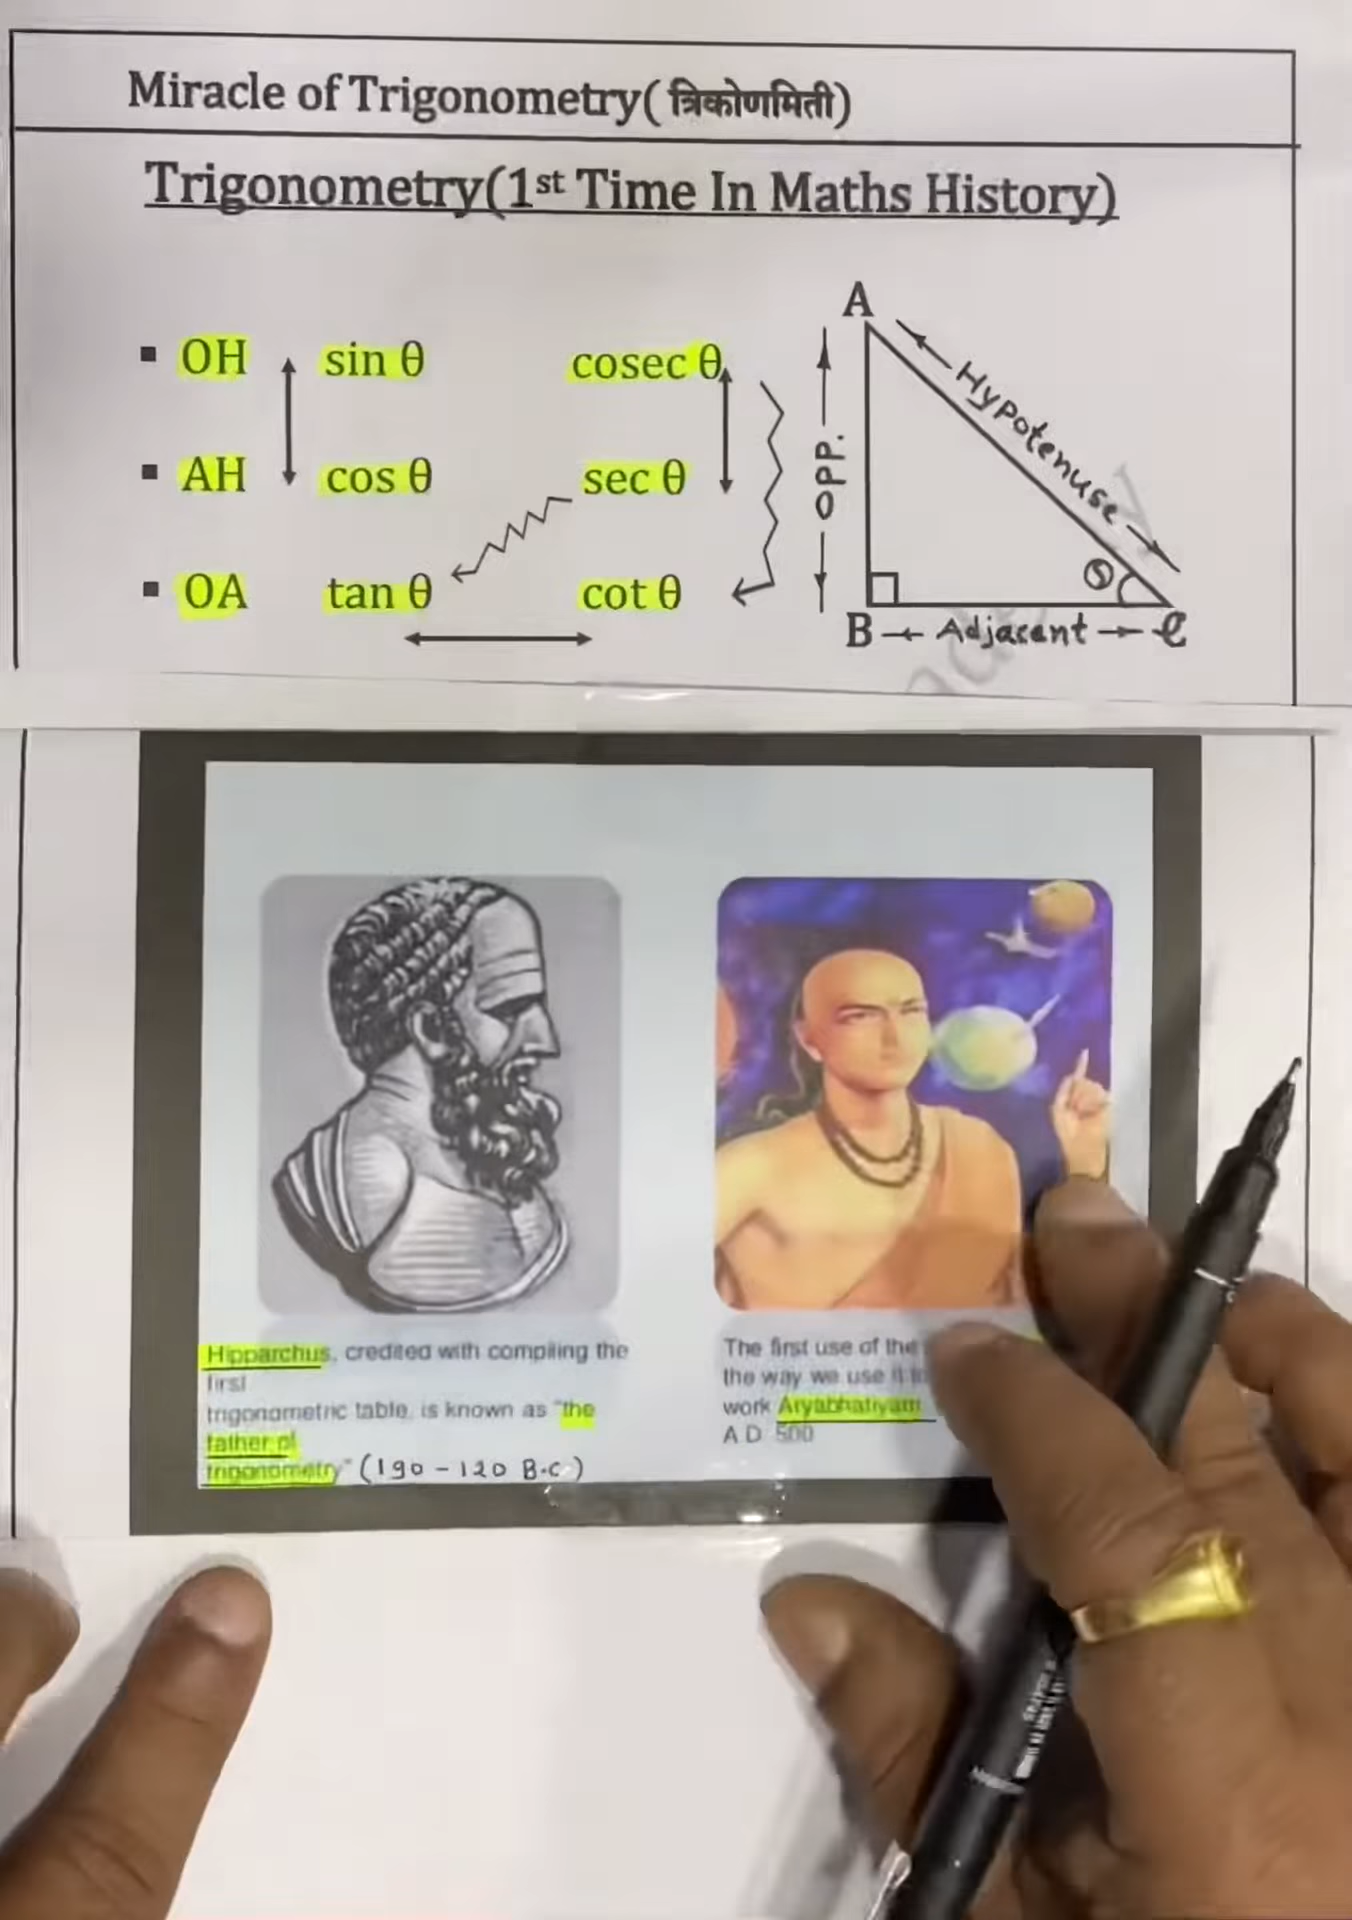 Miracle of Trigonometry( त्रिकोणमिती)
Trigonometry(1st Time In Maths History)
▪ OH sin θ cosec θ
▪ AH cos θ sec θ
▪ OA tan θ cot θ
A
Hypotenuse
OPP.
θ
B Adjacent C
Hipparchus, credited with compiling the
first
trigonometric table, is known as "the
father of
trigonometry" (190 - 120 B.C.)
The first use of the
the way we use it
work Aryabhatiyam
A D 500